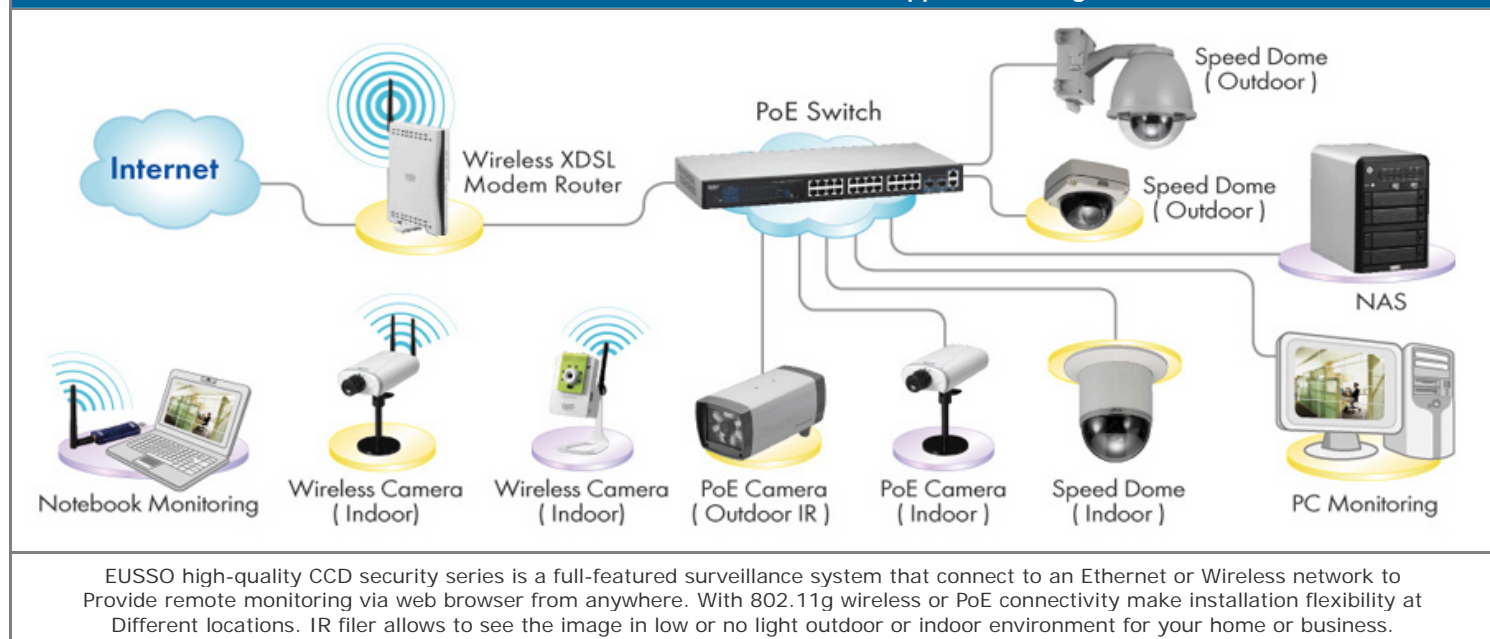 Speed Dome
( Outdoor )
PoE Switch
Internet
Wireless XDSL
Modem Router
Speed Dome
( Outdoor )
NAS
Notebook Monitoring
Wireless Camera
( Indoor)
Wireless Camera
( Indoor)
PoE Camera
( Outdoor IR )
PoE Camera
( Indoor )
Speed Dome
( Indoor )
PC Monitoring
EUSSO high-quality CCD security series is a full-featured surveillance system that connect to an Ethernet or Wireless network to
Provide remote monitoring via web browser from anywhere. With 802.11g wireless or PoE connectivity make installation flexibility at
Different locations. IR filer allows to see the image in low or no light outdoor or indoor environment for your home or business.